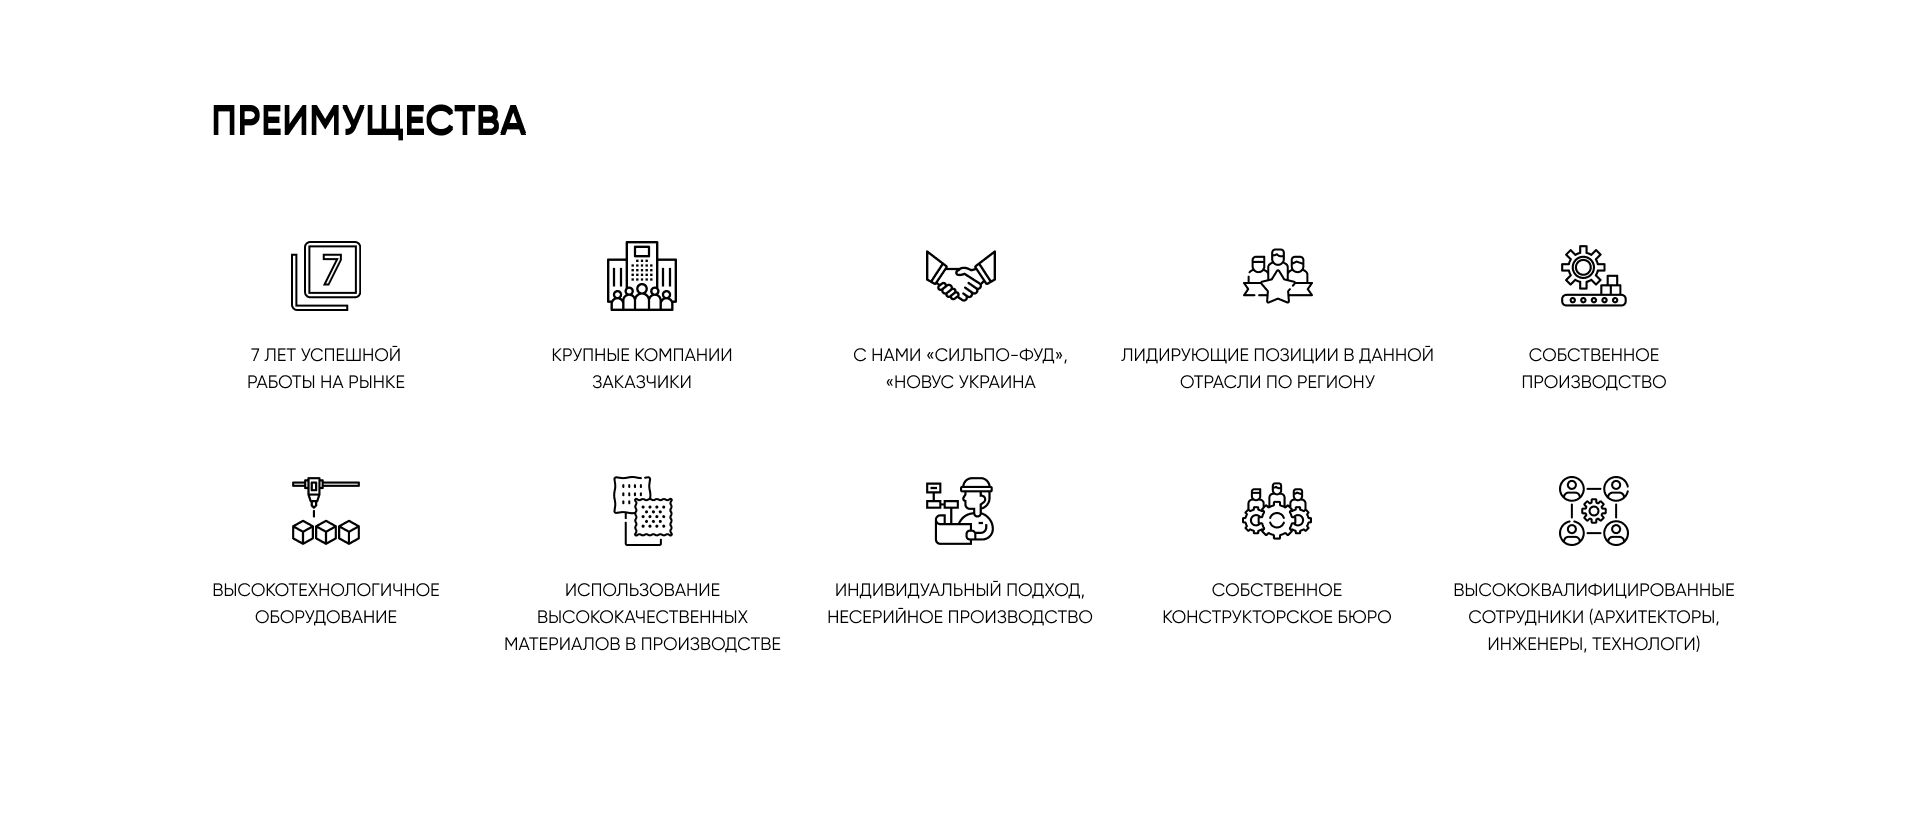 ПРЕИМУЩЕСТВА
7
7 ЛЕТ УСПЕШНОЙ
РАБОТЫ НА РЫНКЕ
КРУПНЫЕ КОМПАНИИ
ЗАКАЗЧИКИ
С НАМИ «СИЛЬПО-ФУД»,
«НОВУС УКРАИНА
ЛИДИРУЮЩИЕ ПОЗИЦИИ В ДАННОЙ
ОТРАСЛИ ПО РЕГИОНУ
СОБСТВЕННОЕ
ПРОИЗВОДСТВО
ВЫСОКОТЕХНОЛОГИЧНОЕ
ОБОРУДОВАНИЕ
ИСПОЛЬЗОВАНИЕ
ВЫСОКОКАЧЕСТВЕННЫХ
МАТЕРИАЛОВ В ПРОИЗВОДСТВЕ
ИНДИВИДУАЛЬНЫЙ ПОДХОД,
НЕСЕРИЙНОЕ ПРОИЗВОДСТВО
СОБСТВЕННОЕ
КОНСТРУКТОРСКОЕ БЮРО
ВЫСОКОКВАЛИФИЦИРОВАННЫЕ
СОТРУДНИКИ (АРХИТЕКТОРЫ,
ИНЖЕНЕРЫ, ТЕХНОЛОГИ)